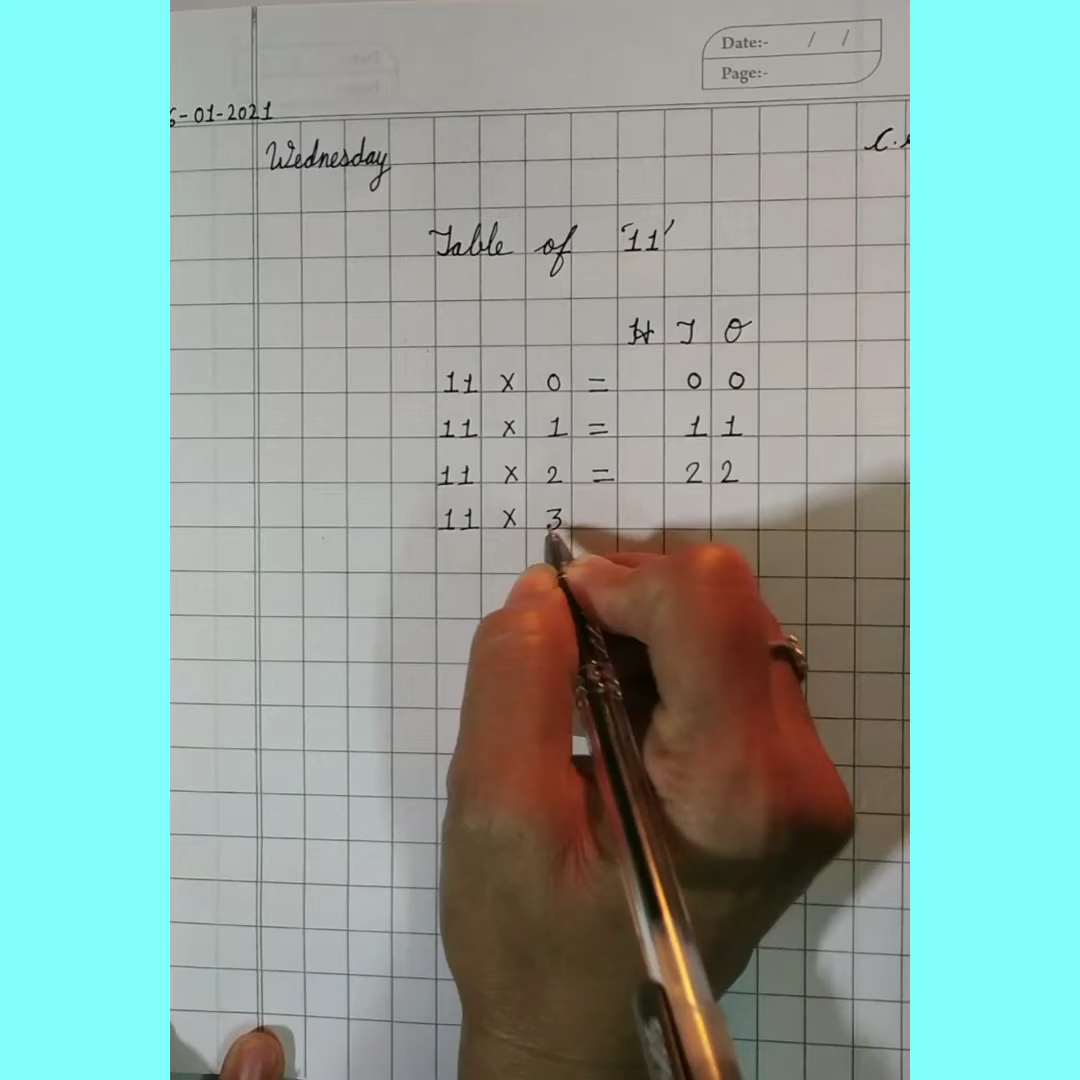 Date:- / /
Page:-
-01-2021
Wednesday
Table of '11'
H T O
11 × 0 = 0 0
11 × 1 = 1 1
11 × 2 = 2 2
11 × 3